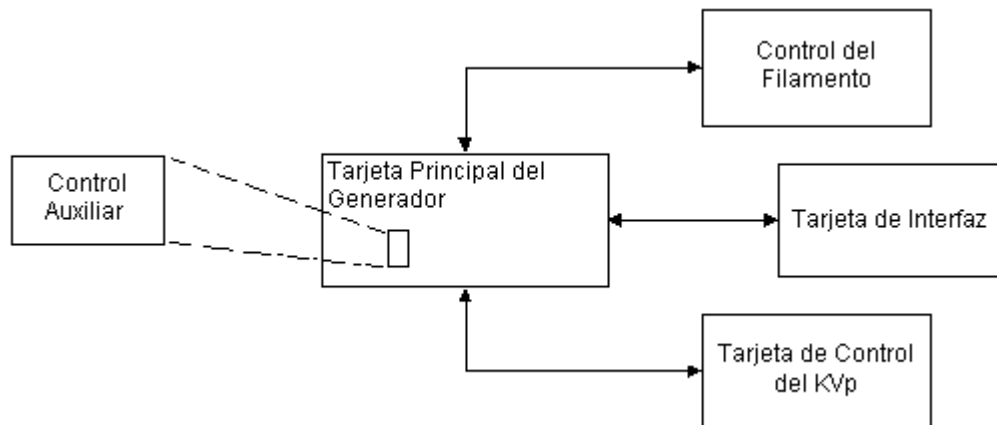 Control del
Filamento
Tarjeta Principal del
Generador
Control
Auxiliar
Tarjeta de Interfaz
Tarjeta de Control
del KVp